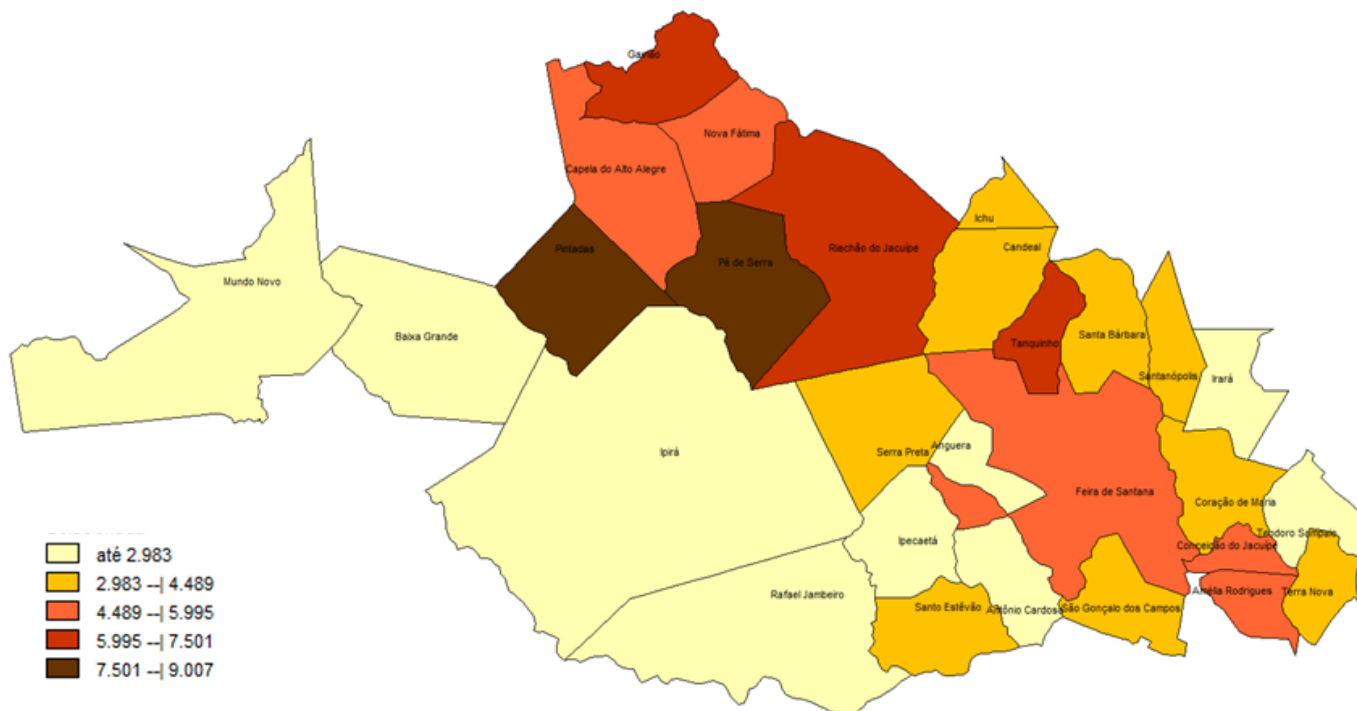 Gavião
Nova Fátima
Capela do Alto Alegre
Ichu
Pintadas
Riachão do Jacuípe
Candeal
Pé de Serra
Mundo Novo
Baixa Grande
Tanquinho
Santa Bárbara
Santanópolis
Irará
Ipirá
Serra Preta
Anguera
Feira de Santana
Coração de Maria
Teodoro Sampaio
Ipecaetá
Conceição do Jacuípe
Rafael Jambeiro
Amélia Rodrigues
Terra Nova
Santo Estêvão
Antônio Cardoso
São Gonçalo dos Campos
até 2.983
2.983 --| 4.489
4.489 --| 5.995
5.995 --| 7.501
7.501 --| 9.007